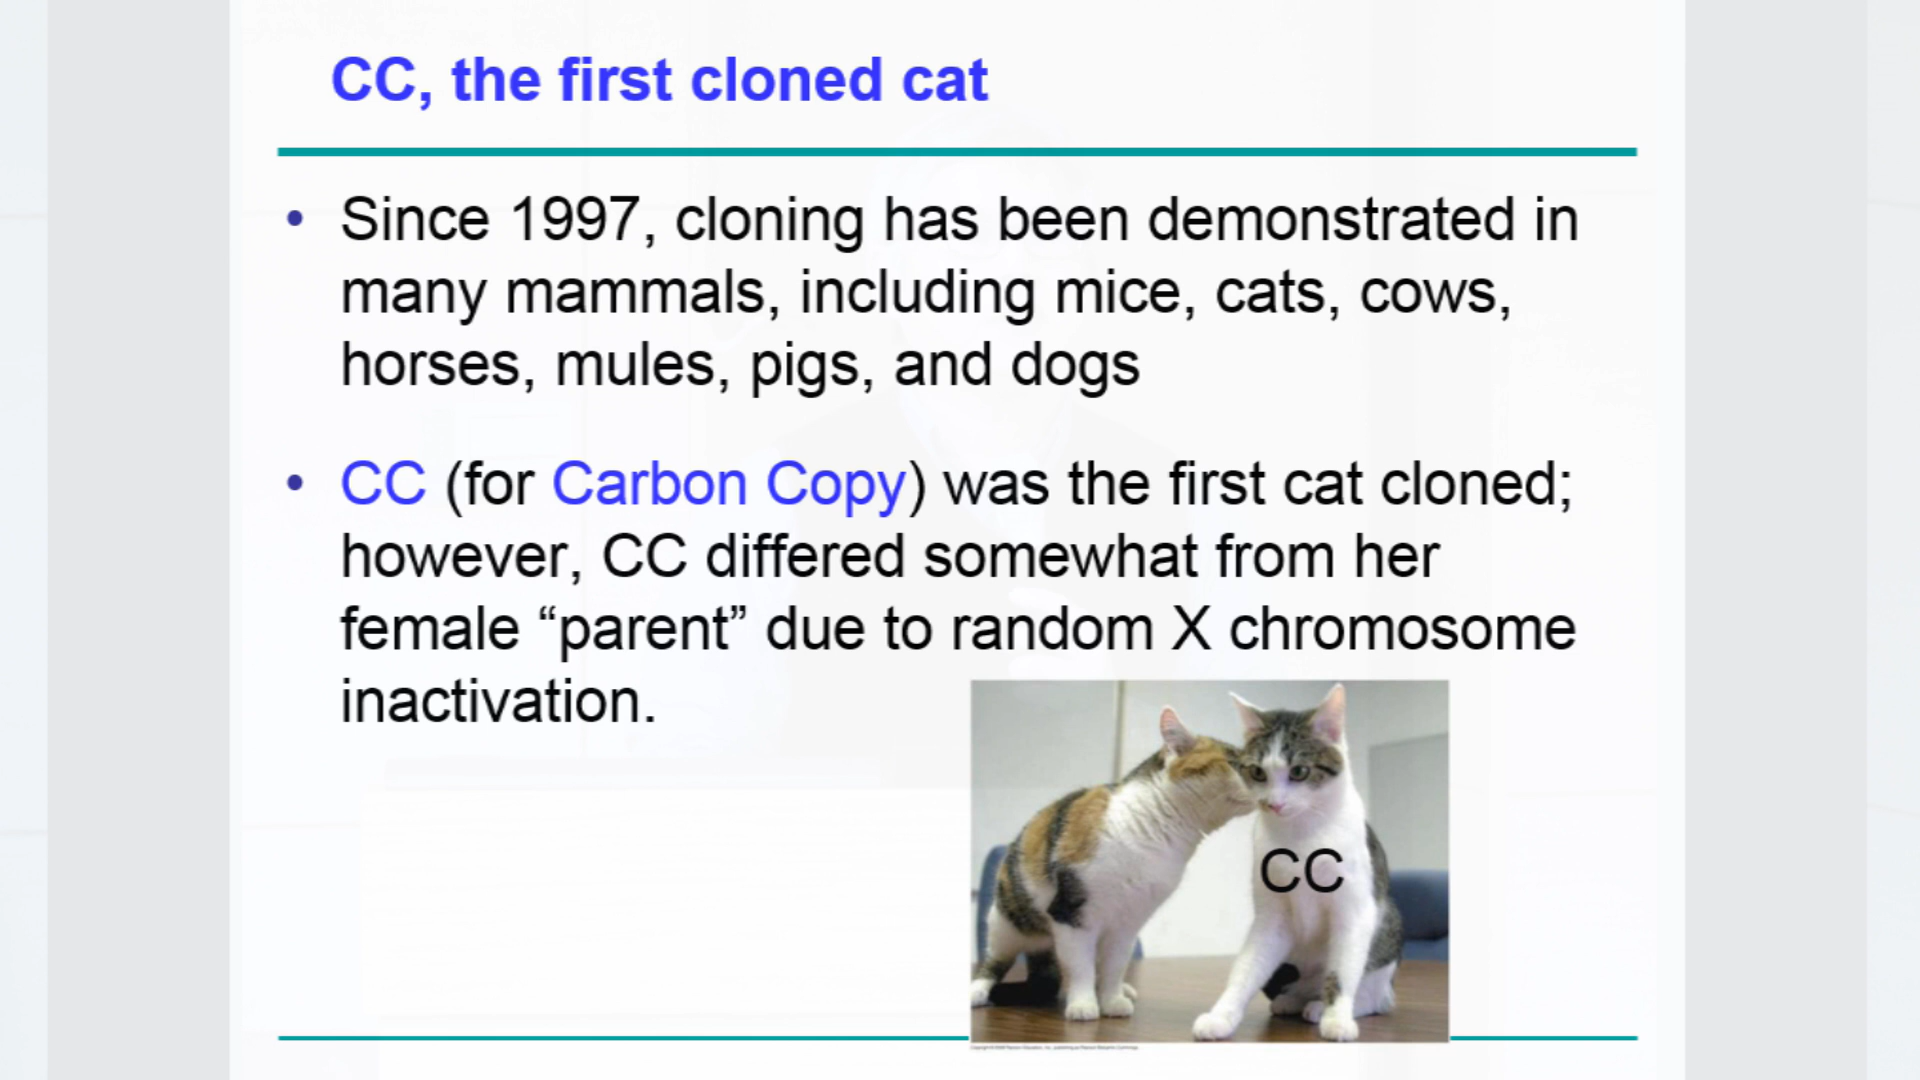 CC, the first cloned cat
• Since 1997, cloning has been demonstrated in
many mammals, including mice, cats, cows,
horses, mules, pigs, and dogs
• CC (for Carbon Copy) was the first cat cloned;
however, CC differed somewhat from her
female “parent” due to random X chromosome
inactivation.
CC